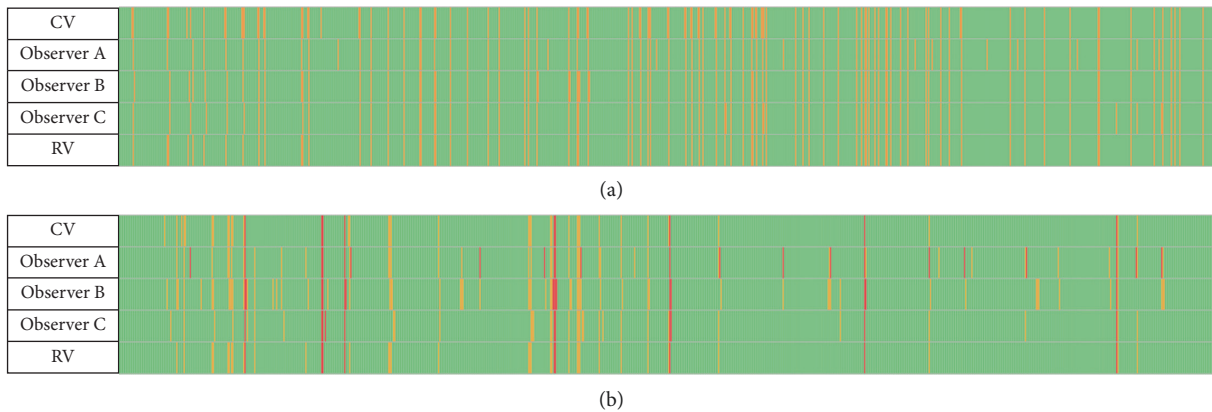 CV
Observer A
Observer B
Observer C
RV
(a)
CV
Observer A
Observer B
Observer C
RV
(b)